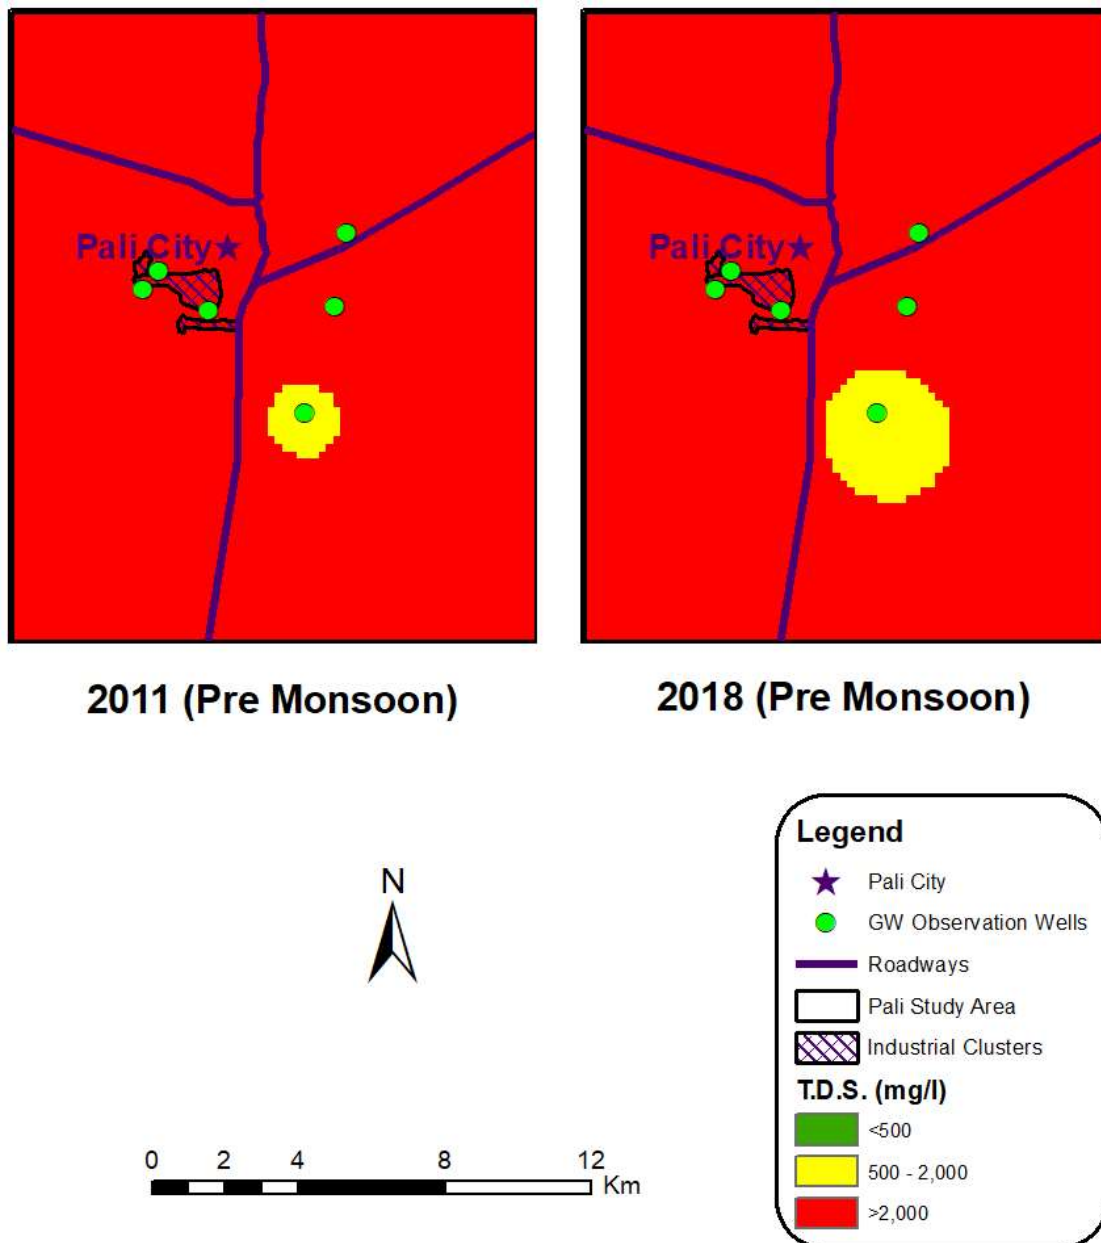 Pali City
Pali City
2011 (Pre Monsoon)
2018 (Pre Monsoon)
Legend
Pali City
GW Observation Wells
Roadways
Pali Study Area
Industrial Clusters
T.D.S. (mg/l)
<500
500 - 2,000
>2,000
N
0 2 4 8 12
Km